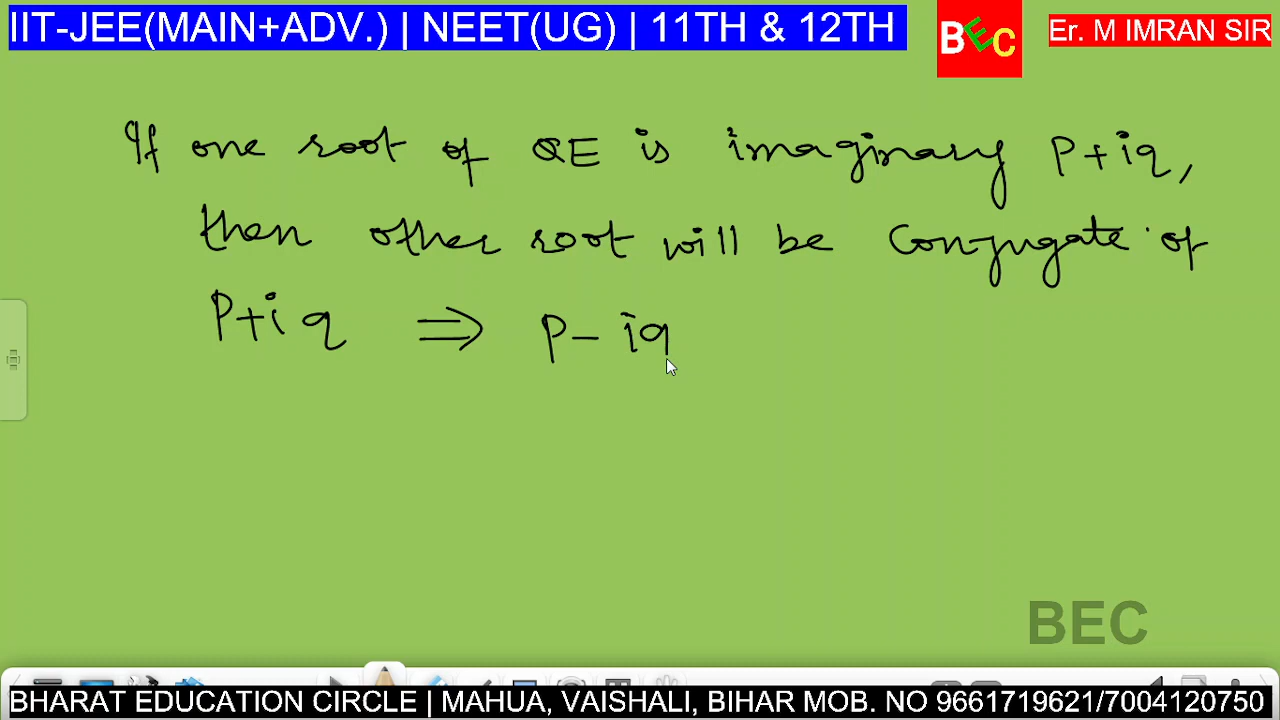 IIT-JEE(MAIN+ADV.) | NEET(UG) | 11TH & 12TH
BEC
Er. M IMRAN SIR
If one root of QE is imaginary P+iq,
then other root will be conjugate of
P+iq ⇒ P-iq
BEC
BHARAT EDUCATION CIRCLE | MAHUA, VAISHALI, BIHAR MOB. NO 9661719621/7004120750